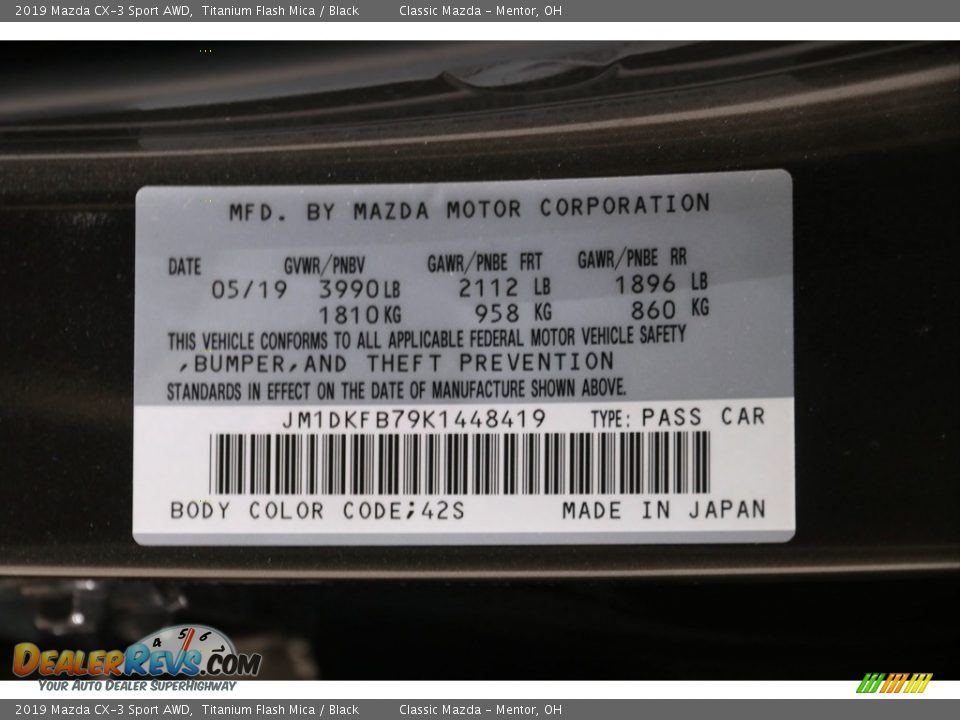 2019 Mazda CX-3 Sport AWD, Titanium Flash Mica / Black Classic Mazda - Mentor, OH
MFD. BY MAZDA MOTOR CORPORATION
DATE GVWR/PNBV GAWR/PNBE FRT GAWR/PNBE RR
05/19 3990LB 2112 LB 1896 LB
1810KG 958 KG 860 KG
THIS VEHICLE CONFORMS TO ALL APPLICABLE FEDERAL MOTOR VEHICLE SAFETY
,BUMPER,AND THEFT PREVENTION
STANDARDS IN EFFECT ON THE DATE OF MANUFACTURE SHOWN ABOVE.
JM1DKFB79K1448419 TYPE: PASS CAR
BODY COLOR CODE;42S MADE IN JAPAN
4 5 6 7
DEALERREVS.COM
YOUR AUTO DEALER SUPERHIGHWAY
2019 Mazda CX-3 Sport AWD, Titanium Flash Mica / Black Classic Mazda - Mentor, OH